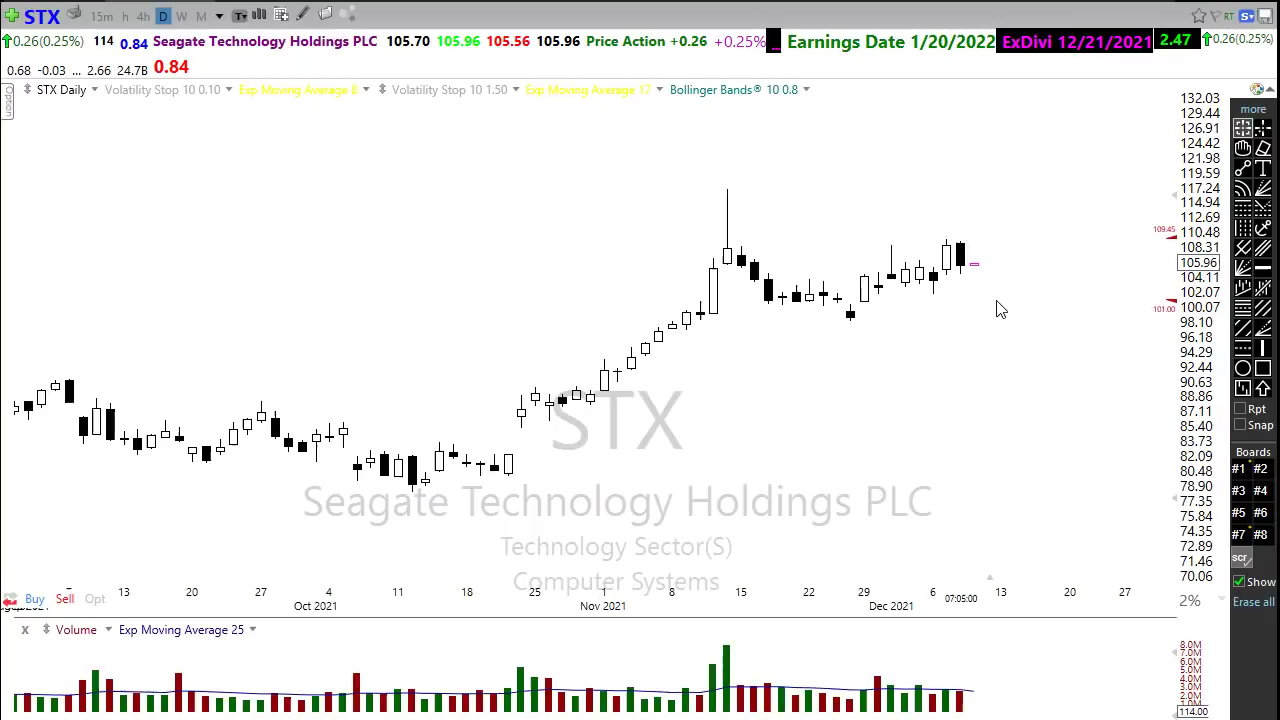 STX 15m h 4h D W M T RT S
0.26(0.25%) 114 0.84 Seagate Technology Holdings PLC 105.70 105.96 105.56 105.96 Price Action +0.26 +0.25% ... Earnings Date 1/20/2022 ExDivi 12/21/2021 2.47 0.26(0.25%)
0.68 -0.03 ... 2.66 24.7B 0.84
Option
STX Daily Volatility Stop 10 0.10 Exp Moving Average 8 Volatility Stop 10 1.50 Exp Moving Average 17 Bollinger Bands® 10 0.8
132.03
129.44
126.91
124.42
121.98
119.59
117.24
114.94
112.69
110.48
109.45
108.31
105.96
104.11
102.07
101.00
100.07
98.10
96.18
94.29
92.44
90.63
88.86
87.11
85.40
83.73
82.09
80.48
78.90
77.35
75.84
74.35
72.89
71.46
70.06
more
Rpt
Snap
Boards
#1 #2
#3 #4
#5 #6
#7 #8
scr
Show
Erase all
STX
Seagate Technology Holdings PLC
Technology Sector(S)
Computer Systems
13 20 27 4 11 18 25 1 8 15 22 29 6 07:05:00 13 20 27
Oct 2021 Nov 2021 Dec 2021
Buy Sell Opt
2%
x Volume Exp Moving Average 25
8.0M
7.0M
6.0M
5.0M
4.0M
3.0M
2.0M
1.0M
114.00